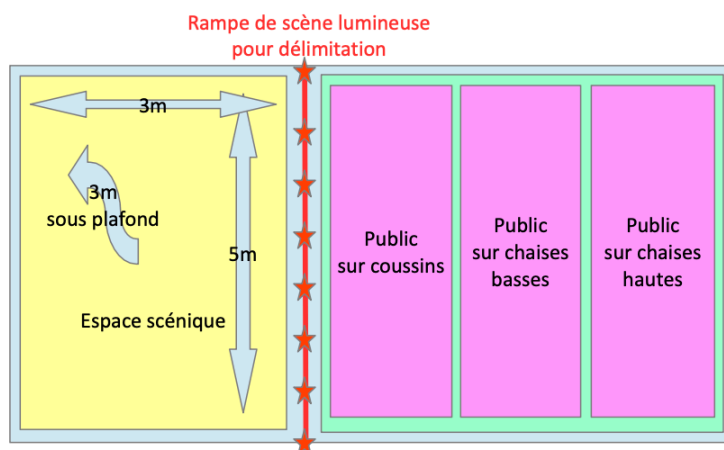 Rampe de scène lumineuse
pour délimitation
3m
3m
sous plafond
5m
Espace scénique
Public
sur coussins
Public
sur chaises
basses
Public
sur chaises
hautes